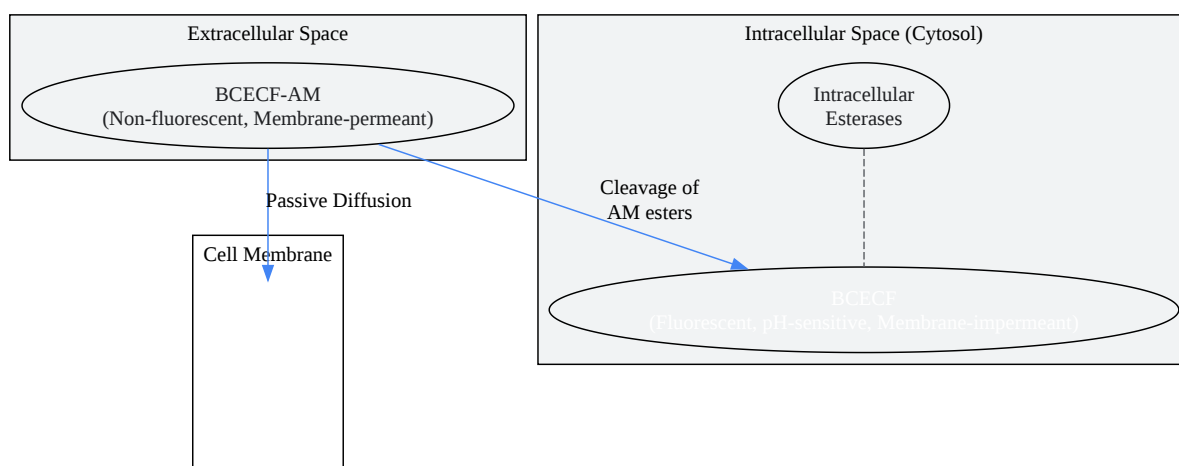 Extracellular Space
BCECF-AM
(Non-fluorescent, Membrane-permeant)
Intracellular Space (Cytosol)
Intracellular
Esterases
Passive Diffusion
Cleavage of
AM esters
Cell Membrane
BCECF
(Fluorescent, pH-sensitive, Membrane-impermeant)